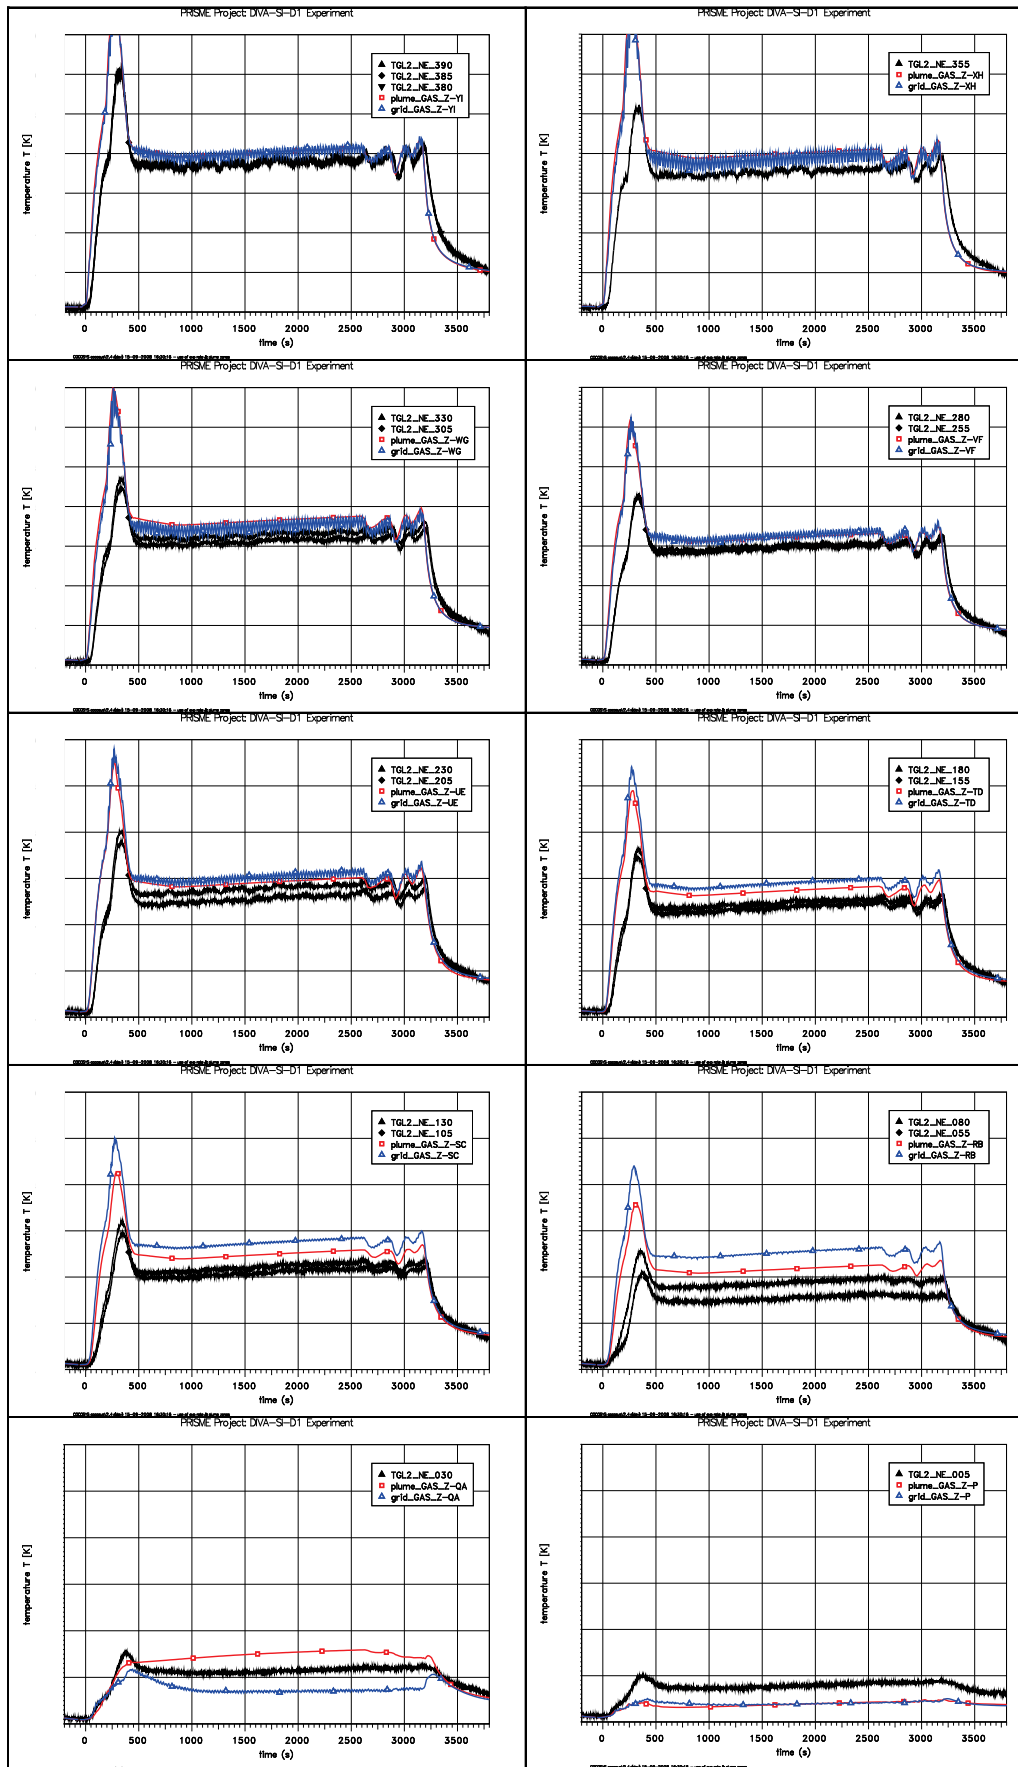 PRISME Project: DIVA-SI-D1 Experiment
TGL2_NE_390
TGL2_NE_385
TGL2_NE_380
plume_GAS_Z-YI
grid_GAS_Z-YI
temperature T [K]
0 500 1000 1500 2000 2500 3000 3500
time (s)
PRISME Project: DIVA-SI-D1 Experiment
TGL2_NE_355
plume_GAS_Z-XH
grid_GAS_Z-XH
temperature T [K]
0 500 1000 1500 2000 2500 3000 3500
time (s)
PRISME Project: DIVA-SI-D1 Experiment
TGL2_NE_330
TGL2_NE_305
plume_GAS_Z-WG
grid_GAS_Z-WG
temperature T [K]
0 500 1000 1500 2000 2500 3000 3500
time (s)
PRISME Project: DIVA-SI-D1 Experiment
TGL2_NE_280
TGL2_NE_255
plume_GAS_Z-VF
grid_GAS_Z-VF
temperature T [K]
0 500 1000 1500 2000 2500 3000 3500
time (s)
PRISME Project: DIVA-SI-D1 Experiment
TGL2_NE_230
TGL2_NE_205
plume_GAS_Z-UE
grid_GAS_Z-UE
temperature T [K]
0 500 1000 1500 2000 2500 3000 3500
time (s)
PRISME Project: DIVA-SI-D1 Experiment
TGL2_NE_180
TGL2_NE_155
plume_GAS_Z-TD
grid_GAS_Z-TD
temperature T [K]
0 500 1000 1500 2000 2500 3000 3500
time (s)
PRISME Project: DIVA-SI-D1 Experiment
TGL2_NE_130
TGL2_NE_105
plume_GAS_Z-SC
grid_GAS_Z-SC
temperature T [K]
0 500 1000 1500 2000 2500 3000 3500
time (s)
PRISME Project: DIVA-SI-D1 Experiment
TGL2_NE_080
TGL2_NE_055
plume_GAS_Z-RB
grid_GAS_Z-RB
temperature T [K]
0 500 1000 1500 2000 2500 3000 3500
time (s)
PRISME Project: DIVA-SI-D1 Experiment
TGL2_NE_030
plume_GAS_Z-QA
grid_GAS_Z-QA
temperature T [K]
0 500 1000 1500 2000 2500 3000 3500
time (s)
PRISME Project: DIVA-SI-D1 Experiment
TGL2_NE_005
plume_GAS_Z-P
grid_GAS_Z-P
temperature T [K]
0 500 1000 1500 2000 2500 3000 3500
time (s)